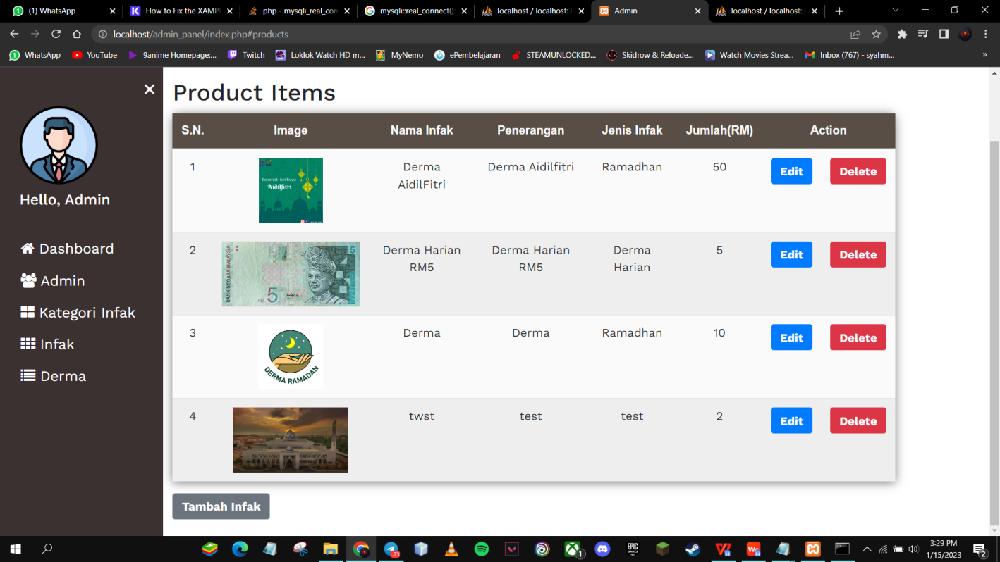 (1) WhatsApp
How to Fix the XAMPP
php - mysqli_real_con
mysqli::real_connect():
localhost / localhost:3
Admin
localhost / localhost:3
localhost/admin_panel/index.php#products
WhatsApp
YouTube
9anime Homepage:...
Twitch
Loklok Watch HD m...
MyNemo
ePembelajaran
STEAMUNLOCKED...
Skidrow & Reloade...
Watch Movies Strea...
Inbox (767) - syahm...
»
Hello, Admin
Dashboard
Admin
Kategori Infak
Infak
Derma
Product Items
S.N. Image Nama Infak Penerangan Jenis Infak Jumlah(RM) Action
1
Selamat Hari Raya
Aidilfitri
Derma
AidilFitri
Derma Aidilfitri
Ramadhan
50
Edit
Delete
2
BANK NEGARA MALAYSIA
5
RM 5
Derma Harian
RM5
Derma Harian
RM5
Derma
Harian
5
Edit
Delete
3
DERMA RAMADAN
Derma
Derma
Ramadhan
10
Edit
Delete
4
twst
test
test
2
Edit
Delete
Tambah Infak
73
EPIC
GAMES
1
3:29 PM
1/15/2023
2